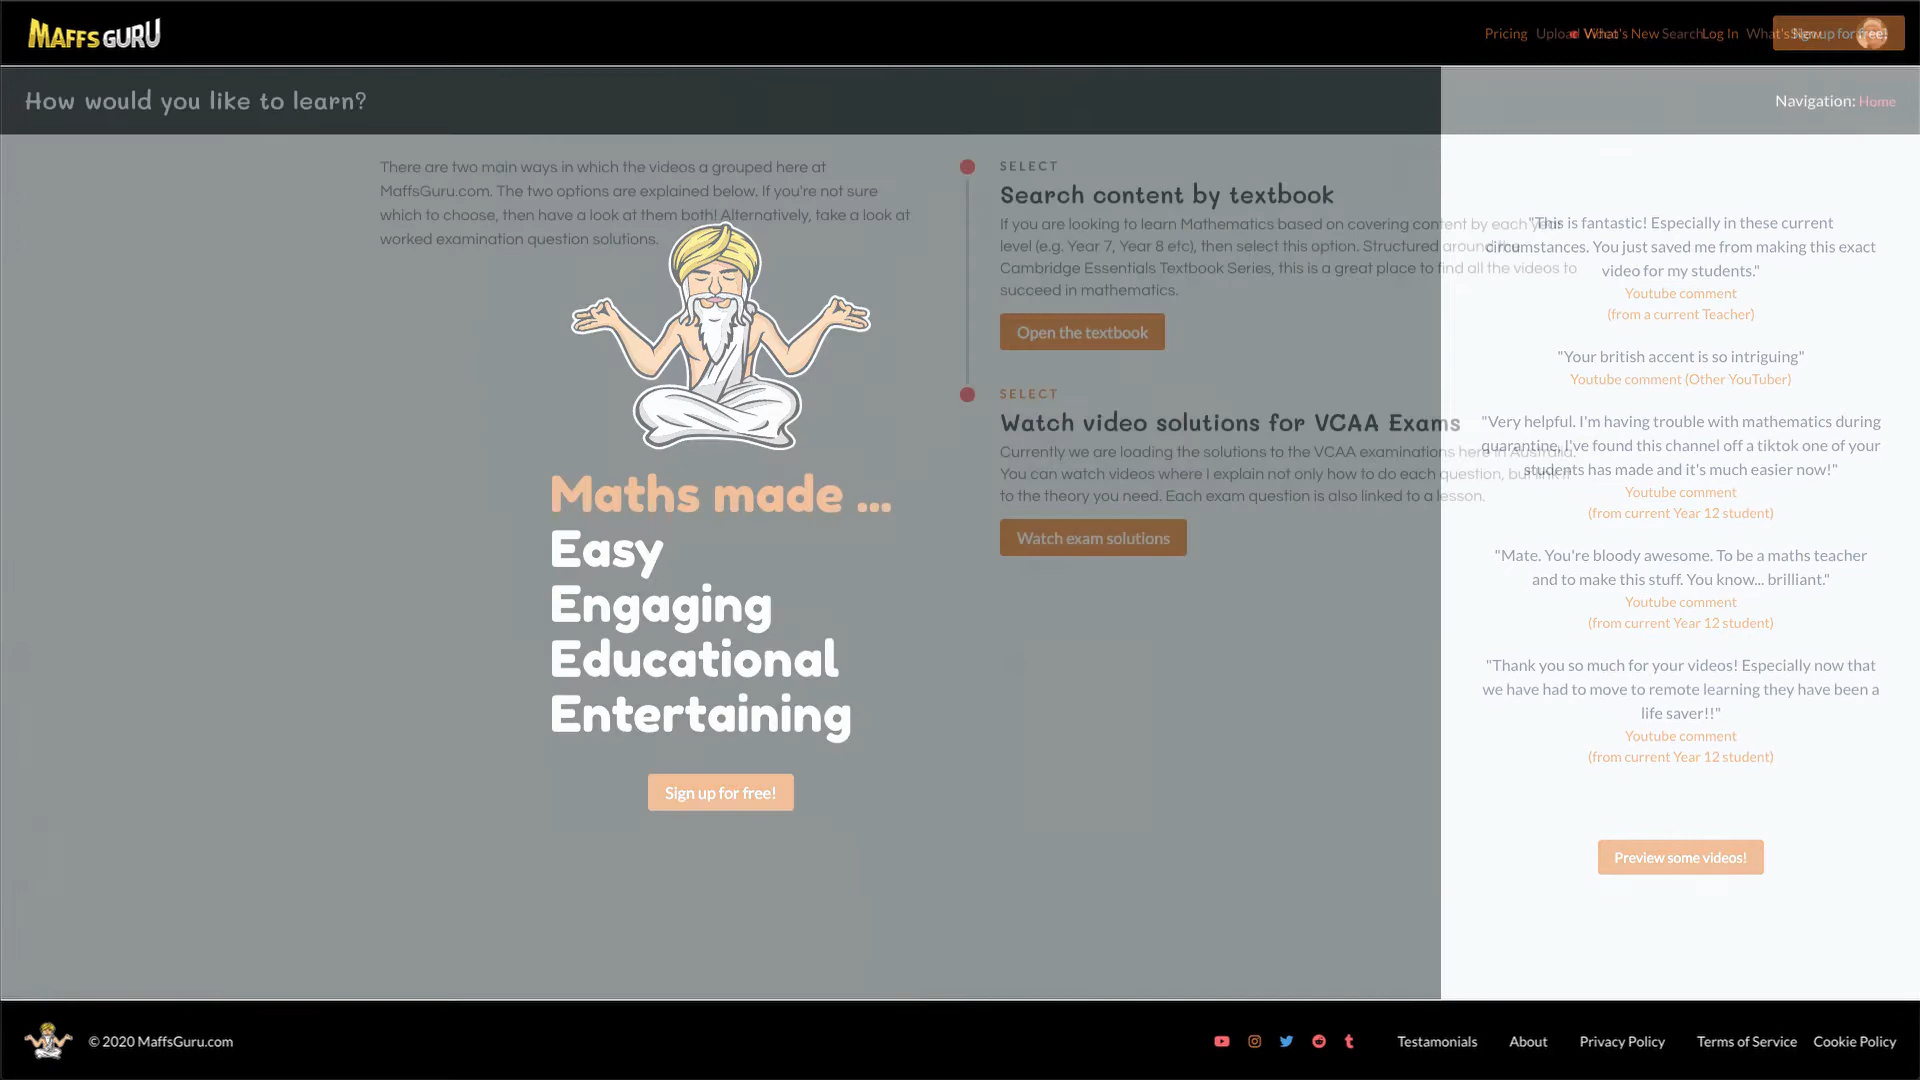 MAFFS GURU
Pricing Upload What's New Search Log In What's New Sign up for free!
How would you like to learn?
Navigation: Home
There are two main ways in which the videos a grouped here at
MaffsGuru.com. The two options are explained below. If you're not sure
which to choose, then have a look at them both! Alternatively, take a look at
worked examination question solutions.
Maths made ...
Easy
Engaging
Educational
Entertaining
Sign up for free!
SELECT
Search content by textbook
If you are looking to learn Mathematics based on covering content by each year
level (e.g. Year 7, Year 8 etc), then select this option. Structured around the
Cambridge Essentials Textbook Series, this is a great place to find all the videos to
succeed in mathematics.
Open the textbook
SELECT
Watch video solutions for VCAA Exams
Currently we are loading the solutions to the VCAA examinations here in Australia.
You can watch videos where I explain not only how to do each question, but link it
to the theory you need. Each exam question is also linked to a lesson.
Watch exam solutions
"This is fantastic! Especially in these current
circumstances. You just saved me from making this exact
video for my students."
Youtube comment
(from a current Teacher)
"Your british accent is so intriguing"
Youtube comment (Other YouTuber)
"Very helpful. I'm having trouble with mathematics during
quarantine, I've found this channel off a tiktok one of your
students has made and it's much easier now!"
Youtube comment
(from current Year 12 student)
"Mate. You're bloody awesome. To be a maths teacher
and to make this stuff. You know... brilliant."
Youtube comment
(from current Year 12 student)
"Thank you so much for your videos! Especially now that
we have had to move to remote learning they have been a
life saver!!"
Youtube comment
(from current Year 12 student)
Preview some videos!
© 2020 MaffsGuru.com
Testamonials About Privacy Policy Terms of Service Cookie Policy